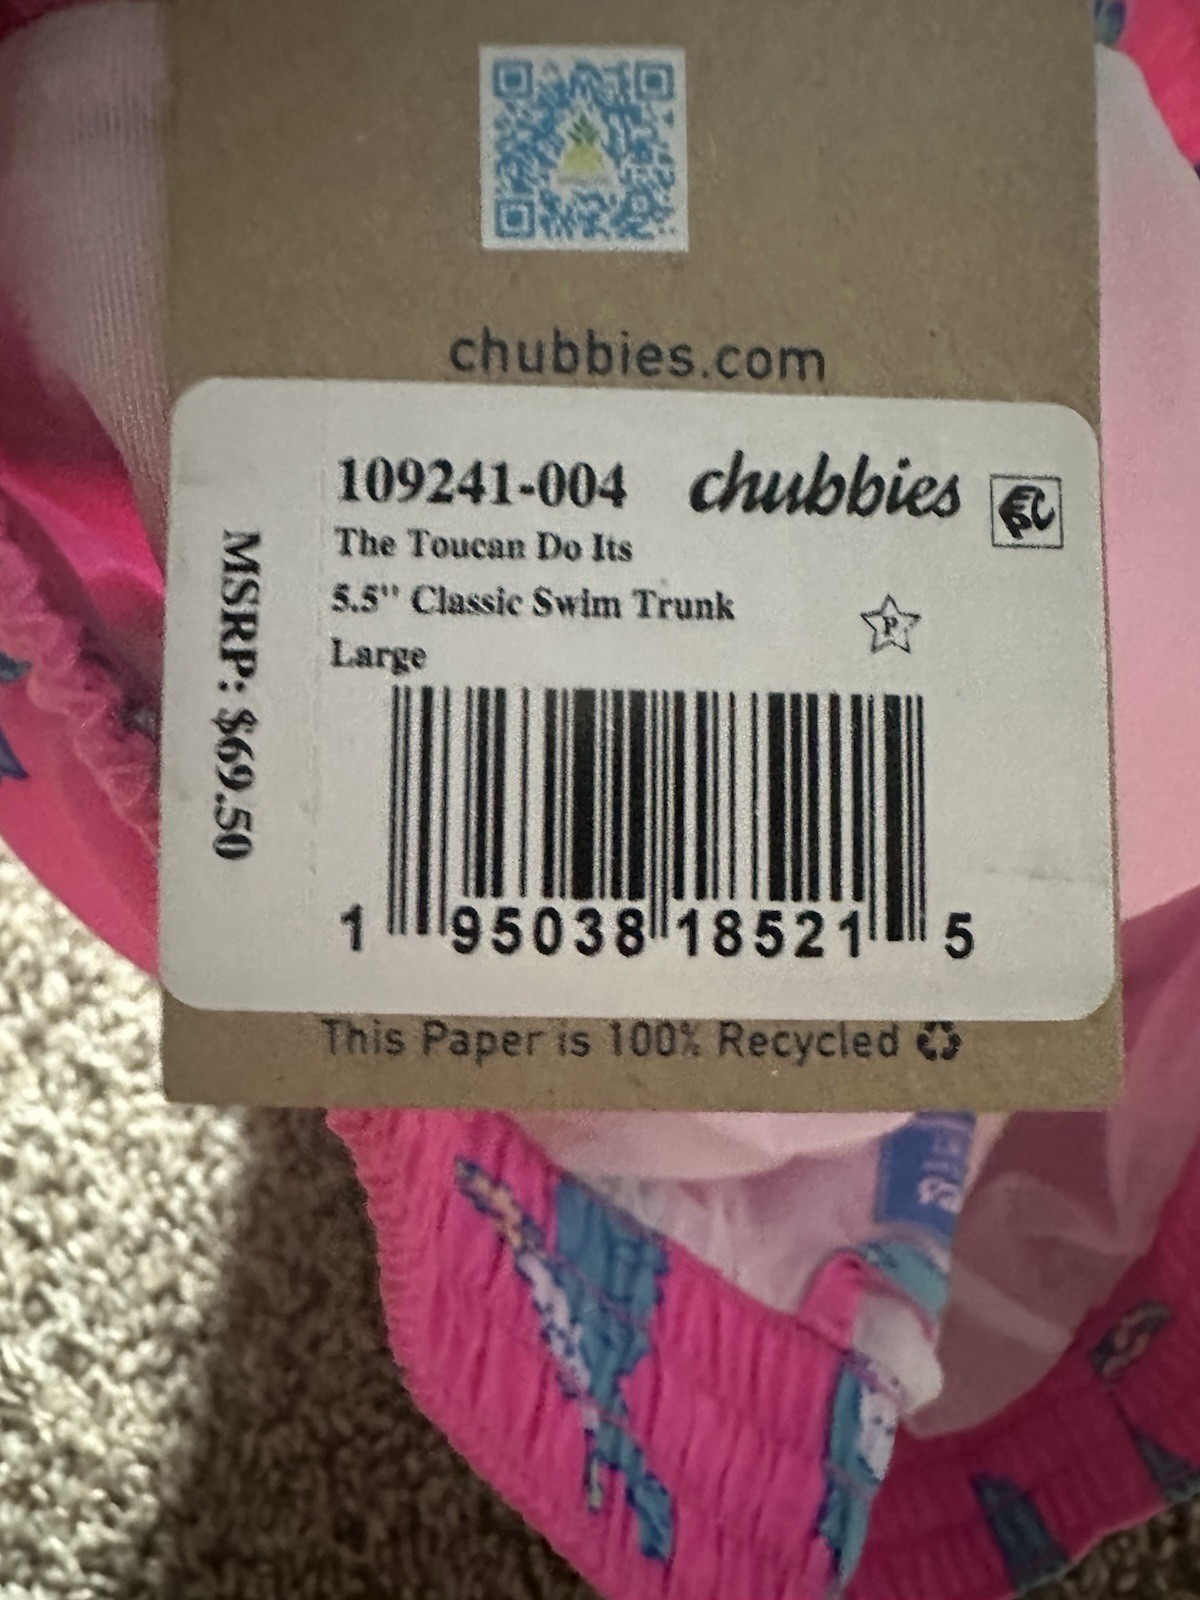 chubbies.com
109241-004 chubbies
The Toucan Do Its
5.5" Classic Swim Trunk
P
Large
MSRP: $69.50
1 95038 18521 5
This Paper is 100% Recycled